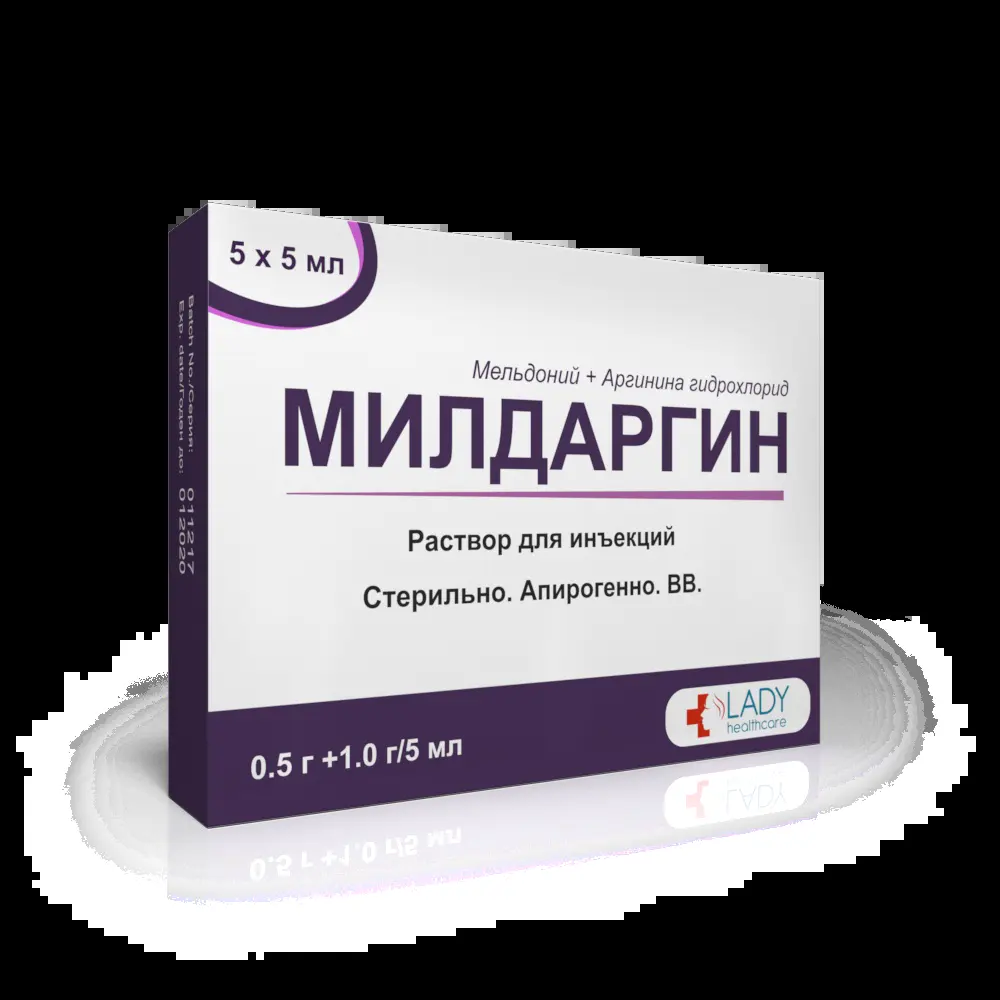 5 x 5 мл
Batch No./Серия: 011217
Exp. date/Годен до: 012020
Мельдоний + Аргинина гидрохлорид
МИЛДАРГИН
Раствор для инъекций
Стерильно. Апирогенно. ВВ.
LADY
healthcare
0.5 г +1.0 г/5 мл